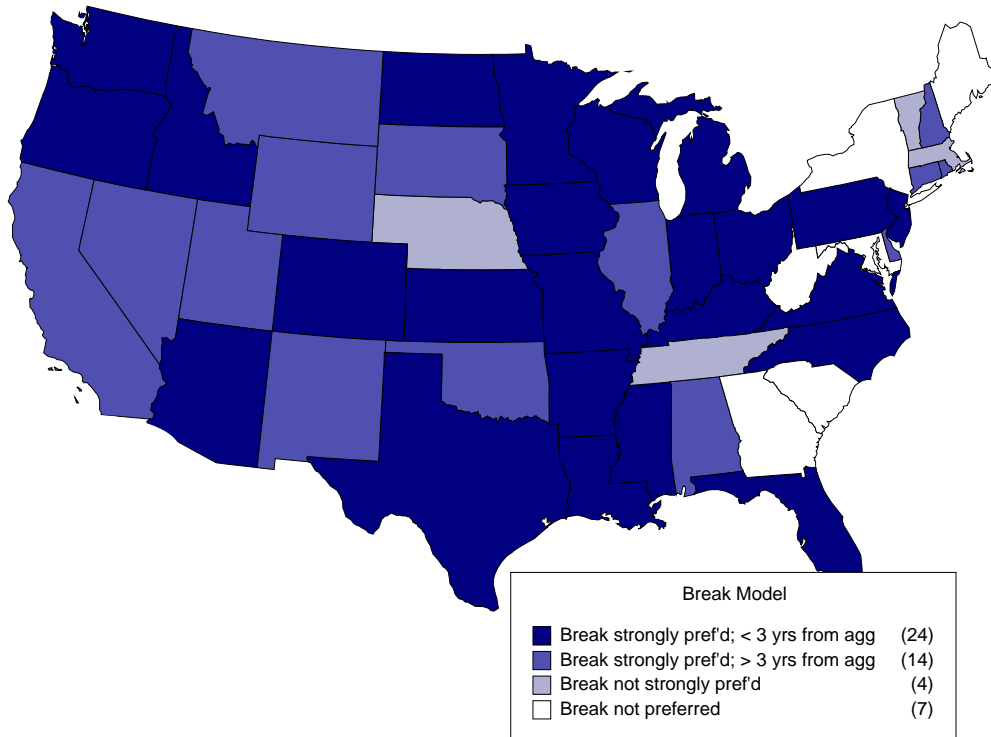 Break Model
Break strongly pref'd; < 3 yrs from agg (24)
Break strongly pref'd; > 3 yrs from agg (14)
Break not strongly pref'd (4)
Break not preferred (7)